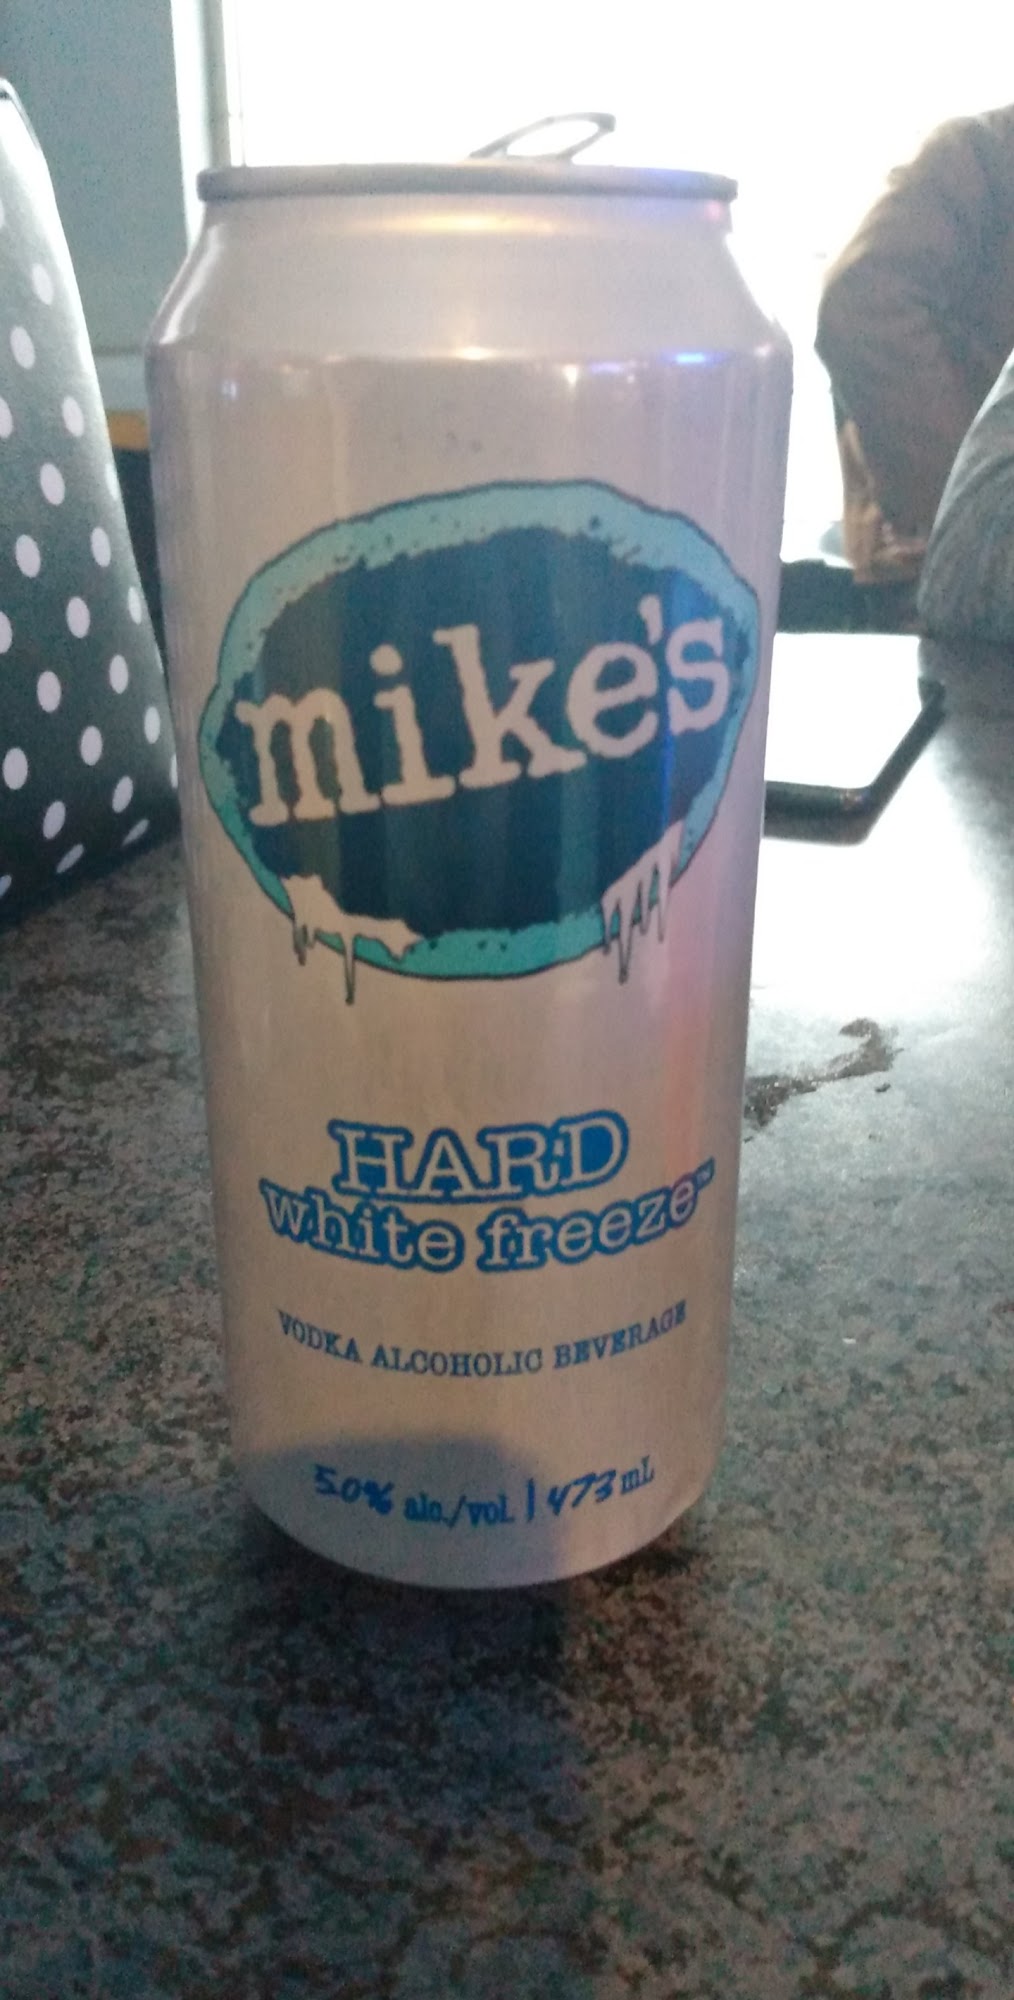 mike's
HARD
white freeze™
VODKA ALCOHOLIC BEVERAGE
5.0% alc./vol. | 473 mL